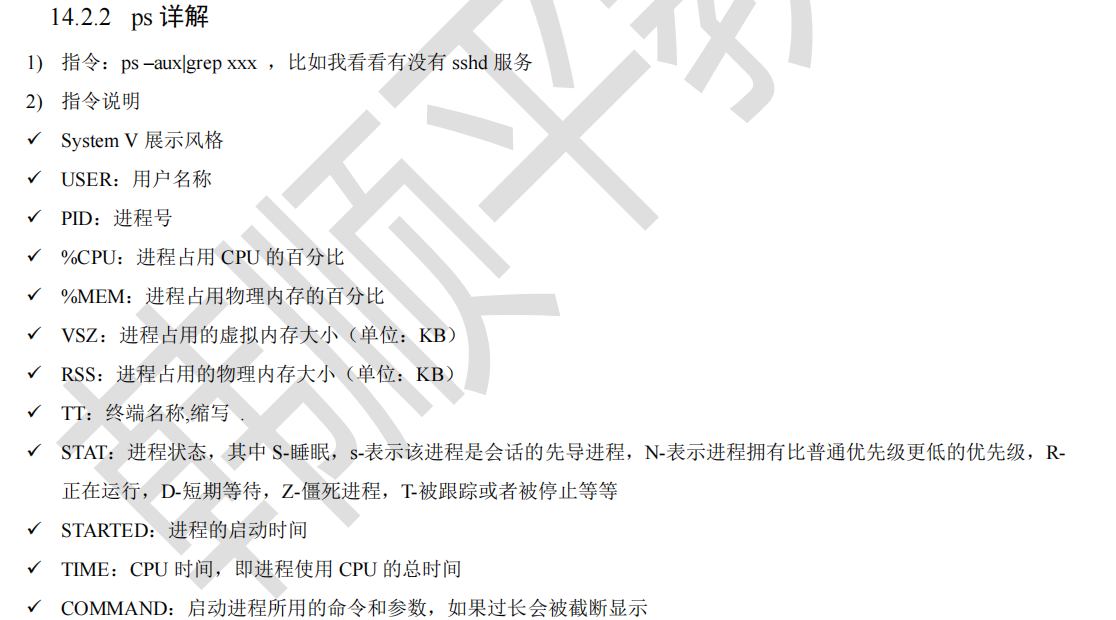 14.2.2 ps 详解
1) 指令：ps –aux|grep xxx ，比如我看看有没有 sshd 服务
2) 指令说明
✓ System V 展示风格
✓ USER：用户名称
✓ PID：进程号
✓ %CPU：进程占用 CPU 的百分比
✓ %MEM：进程占用物理内存的百分比
✓ VSZ：进程占用的虚拟内存大小（单位：KB）
✓ RSS：进程占用的物理内存大小（单位：KB）
✓ TT：终端名称,缩写 .
✓ STAT：进程状态，其中 S-睡眠，s-表示该进程是会话的先导进程，N-表示进程拥有比普通优先级更低的优先级，R-
正在运行，D-短期等待，Z-僵死进程，T-被跟踪或者被停止等等
✓ STARTED：进程的启动时间
✓ TIME：CPU 时间，即进程使用 CPU 的总时间
✓ COMMAND：启动进程所用的命令和参数，如果过长会被截断显示
韩顺平